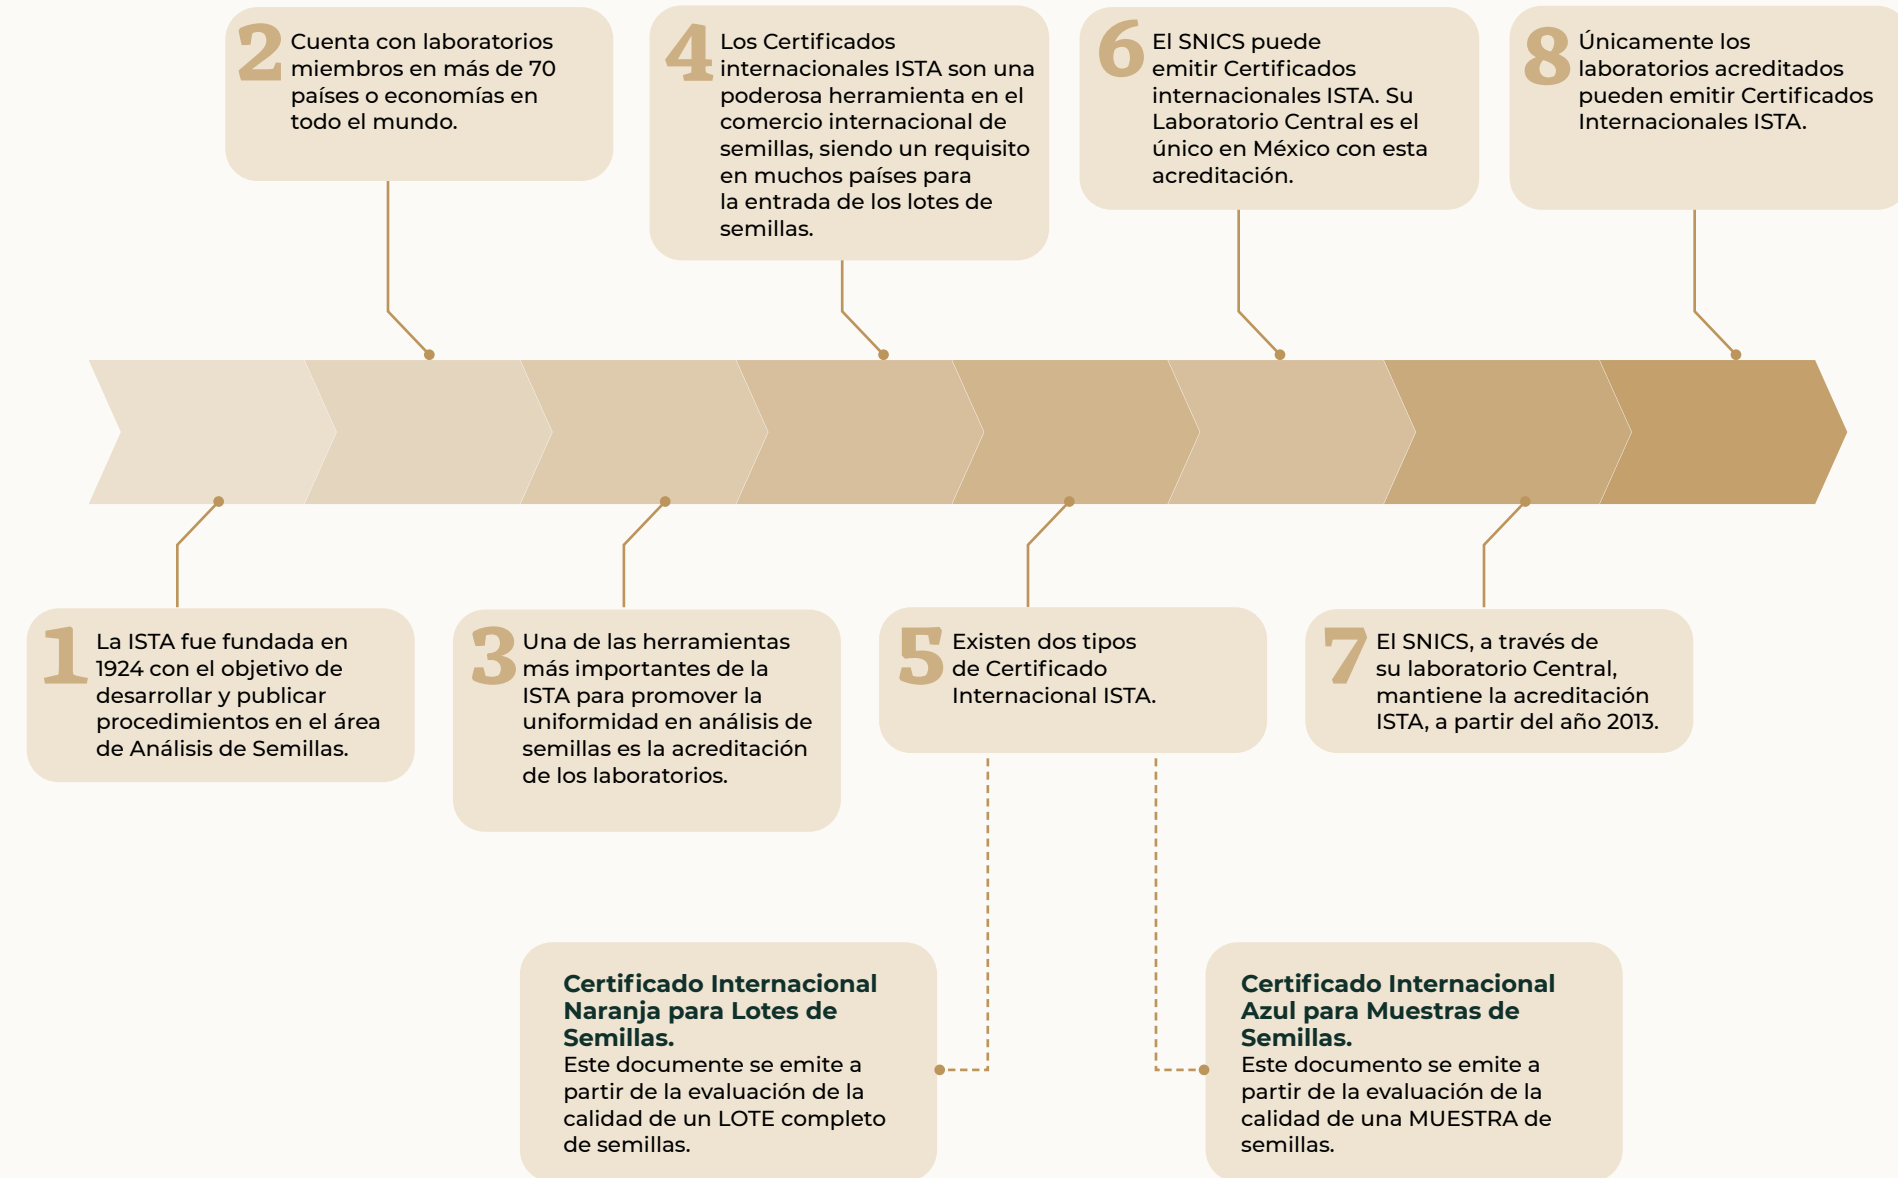 2
Cuenta con laboratorios
miembros en más de 70
países o economías en
todo el mundo.
4
Los Certificados
internacionales ISTA son una
poderosa herramienta en el
comercio internacional de
semillas, siendo un requisito
en muchos países para
la entrada de los lotes de
semillas.
6
El SNICS puede
emitir Certificados
internacionales ISTA. Su
Laboratorio Central es el
único en México con esta
acreditación.
8
Únicamente los
laboratorios acreditados
pueden emitir Certificados
Internacionales ISTA.
1
La ISTA fue fundada en
1924 con el objetivo de
desarrollar y publicar
procedimientos en el área
de Análisis de Semillas.
3
Una de las herramientas
más importantes de la
ISTA para promover la
uniformidad en análisis de
semillas es la acreditación
de los laboratorios.
5
Existen dos tipos
de Certificado
Internacional ISTA.
7
El SNICS, a través de
su laboratorio Central,
mantiene la acreditación
ISTA, a partir del año 2013.
Certificado Internacional
Naranja para Lotes de
Semillas.
Este documente se emite a
partir de la evaluación de la
calidad de un LOTE completo
de semillas.
Certificado Internacional
Azul para Muestras de
Semillas.
Este documento se emite a
partir de la evaluación de la
calidad de una MUESTRA de
semillas.